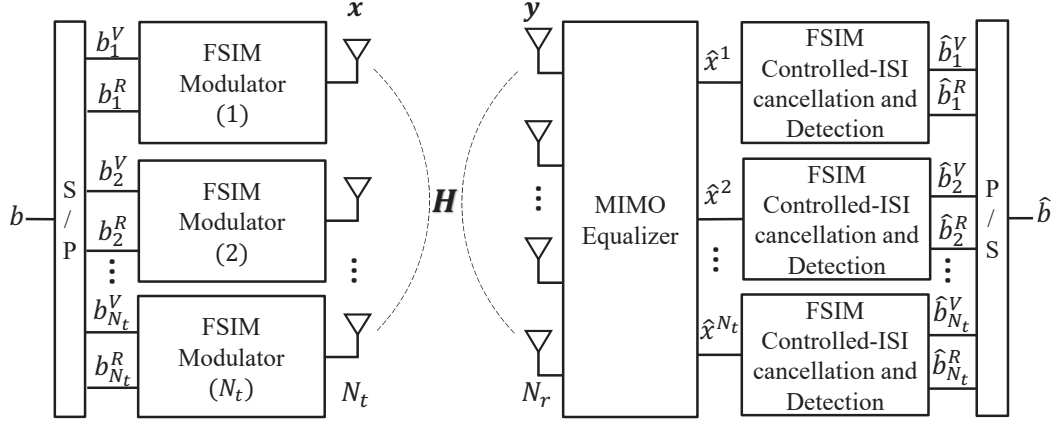 b
S
/
P
b_1^V
b_1^R
FSIM
Modulator
(1)
b_2^V
b_2^R
⋮
FSIM
Modulator
(2)
b_{N_t}^V
b_{N_t}^R
FSIM
Modulator
(N_t)
x
⋮
N_t
H
y
⋮
N_r
MIMO
Equalizer
x̂^1
x̂^2
⋮
x̂^{N_t}
FSIM
Controlled-ISI
cancellation and
Detection
FSIM
Controlled-ISI
cancellation and
Detection
FSIM
Controlled-ISI
cancellation and
Detection
b̂_1^V
b̂_1^R
b̂_2^V
b̂_2^R
⋮
b̂_{N_t}^V
b̂_{N_t}^R
P
/
S
b̂